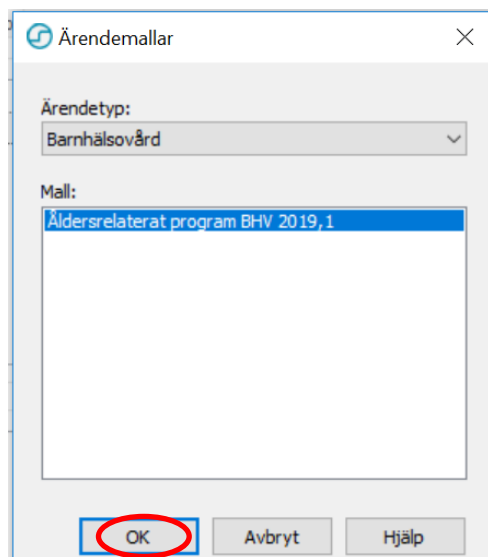 Ärendemallar
Ärendetyp:
Barnhälsovård
Mall:
Åldersrelaterat program BHV 2019,1
OK Avbryt Hjälp